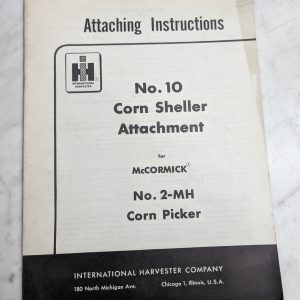 Attaching Instructions
IH
INTERNATIONAL
HARVESTER
No. 10
Corn Sheller
Attachment
for
McCORMICK®
No. 2-MH
Corn Picker
INTERNATIONAL HARVESTER COMPANY
180 North Michigan Ave. Chicago 1, Illinois, U.S.A.